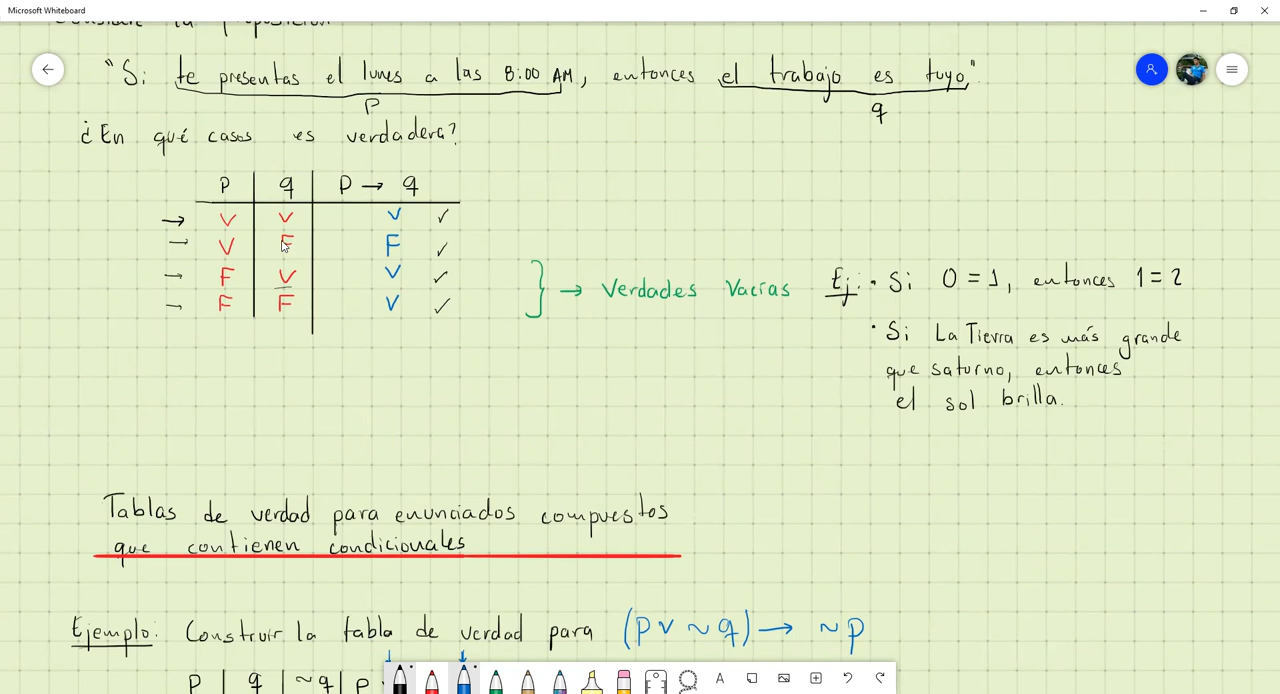 Microsoft Whiteboard
la proposición
"Si te presentas el lunes a las 8:00 AM, entonces el trabajo es tuyo".
P
q
¿En qué casos es verdadera?
P q P → q
→ V V V ✓
→ V F F ✓
→ F V V ✓
→ F F V ✓
→ Verdades Vacías
Ej: • Si 0 = 1, entonces 1 = 2
• Si La Tierra es más grande
que saturno, entonces
el sol brilla.
Tablas de verdad para enunciados compuestos
que contienen condicionales
Ejemplo: Construir la tabla de verdad para (p v ~ q) → ~p
P | q | ~q | P
A